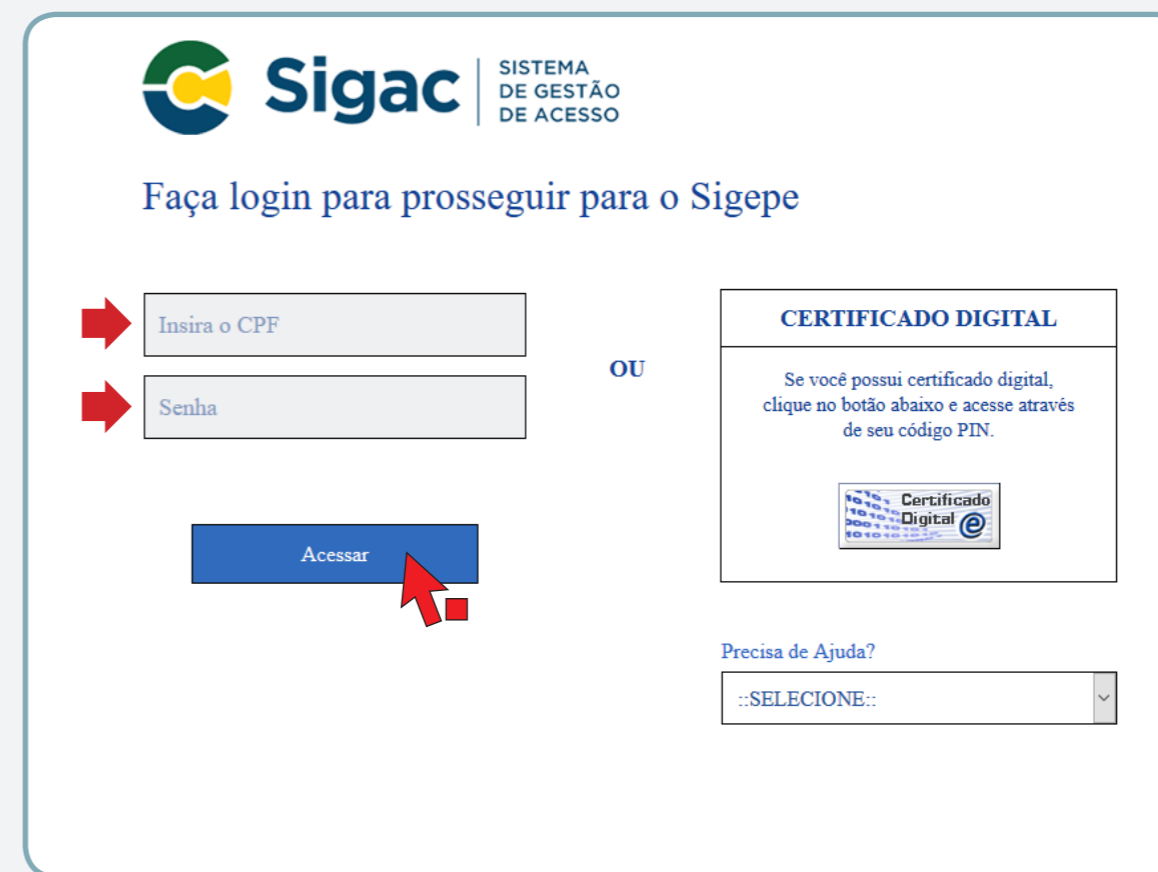 Sigac
SISTEMA
DE GESTÃO
DE ACESSO
Faça login para prosseguir para o Sigepe
Insira o CPF
Senha
Acessar
OU
CERTIFICADO DIGITAL
Se você possui certificado digital,
clique no botão abaixo e acesse através
de seu código PIN.
Certificado
Digital
Precisa de Ajuda?
::SELECIONE::